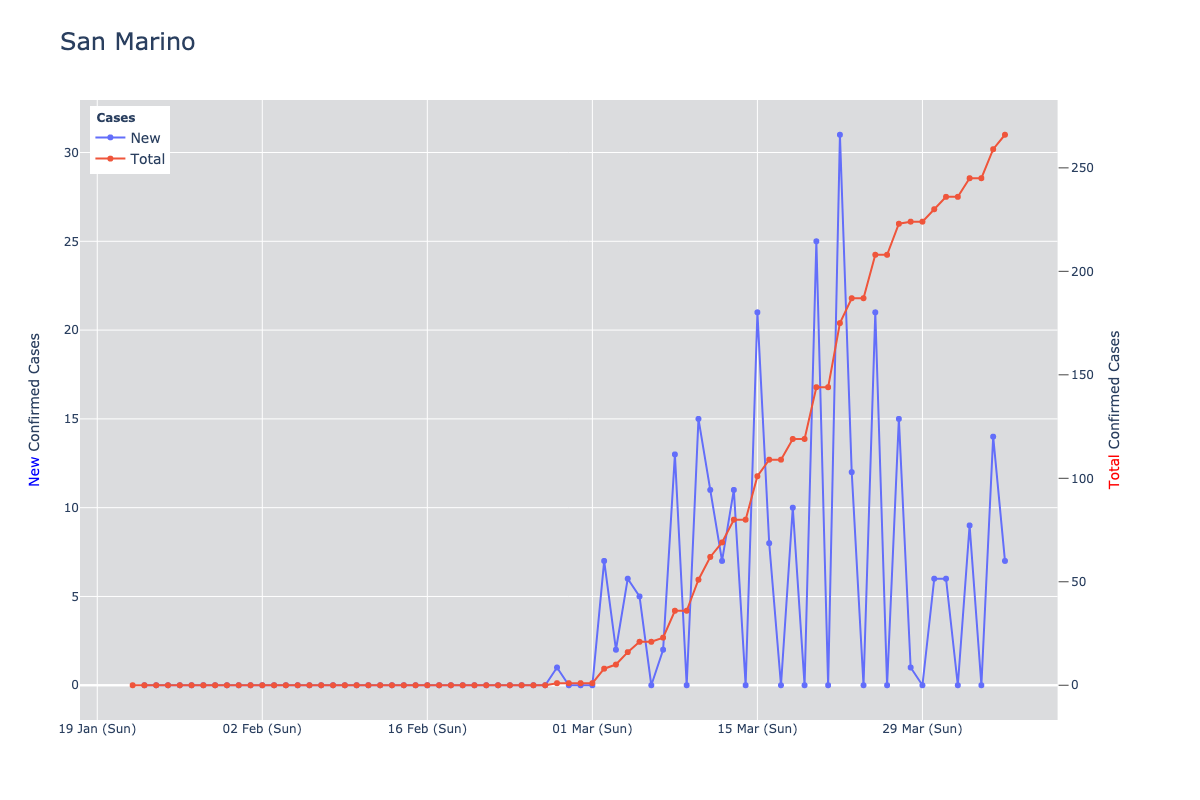 San Marino
Cases
New
Total
30
25
20
15
10
5
0
250
200
150
100
50
0
New Confirmed Cases
Total Confirmed Cases
19 Jan (Sun)
02 Feb (Sun)
16 Feb (Sun)
01 Mar (Sun)
15 Mar (Sun)
29 Mar (Sun)